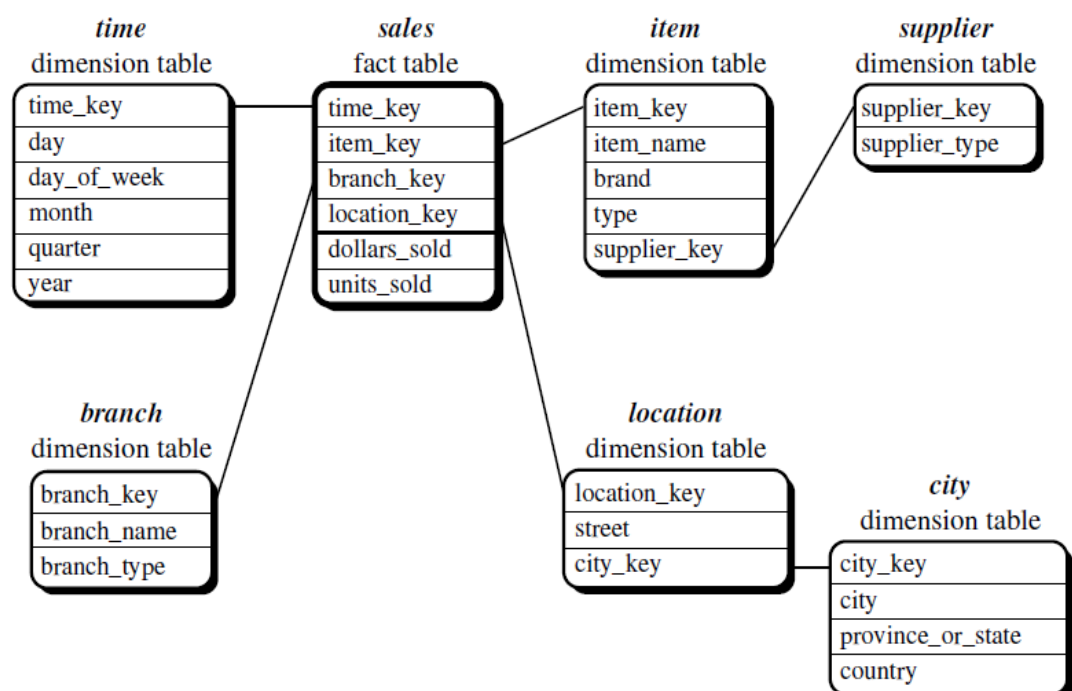 time
dimension table
time_key
day
day_of_week
month
quarter
year
sales
fact table
time_key
item_key
branch_key
location_key
dollars_sold
units_sold
item
dimension table
item_key
item_name
brand
type
supplier_key
supplier
dimension table
supplier_key
supplier_type
branch
dimension table
branch_key
branch_name
branch_type
location
dimension table
location_key
street
city_key
city
dimension table
city_key
city
province_or_state
country